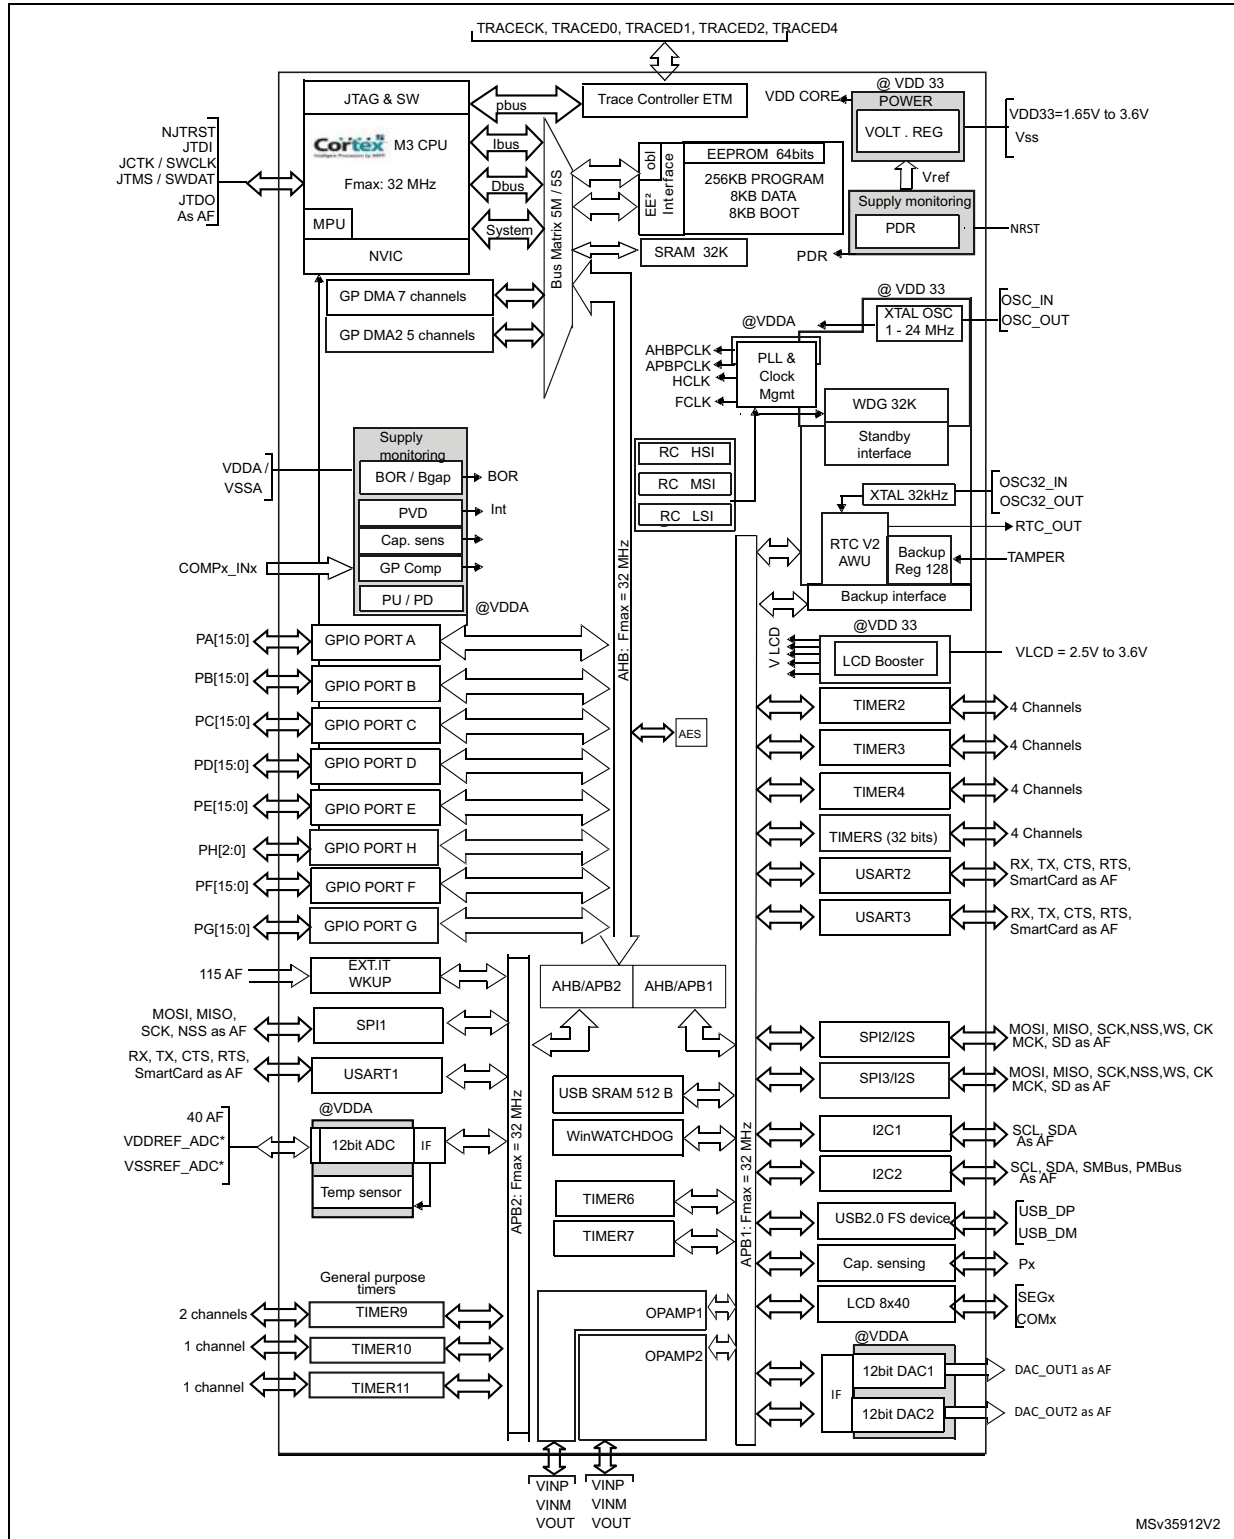 TRACECK, TRACED0, TRACED1, TRACED2, TRACED4
JTAG & SW
pbus
Trace Controller ETM
Cortex
Intelligent Processors by ARM
M3 CPU
Fmax: 32 MHz
MPU
NVIC
Ibus
Dbus
System
NJTRST
JTDI
JCTK / SWCLK
JTMS / SWDAT
JTDO
As AF
Bus Matrix 5M / 5S
EE² Interface
obl
EEPROM 64bits
256KB PROGRAM
8KB DATA
8KB BOOT
SRAM 32K
@ VDD 33
VDD CORE
POWER
VOLT . REG
VDD33=1.65V to 3.6V
Vss
Vref
Supply monitoring
PDR
PDR
NRST
GP DMA 7 channels
GP DMA2 5 channels
@ VDD 33
XTAL OSC
1 - 24 MHz
OSC_IN
OSC_OUT
@VDDA
AHBPCLK
APBPCLK
HCLK
FCLK
PLL &
Clock
Mgmt
WDG 32K
Standby
interface
RC HSI
RC MSI
RC LSI
XTAL 32kHz
OSC32_IN
OSC32_OUT
RTC_OUT
RTC V2
AWU
Backup
Reg 128
TAMPER
Backup interface
Supply
monitoring
VDDA /
VSSA
BOR / Bgap
BOR
PVD
Int
Cap. sens
COMPx_INx
GP Comp
PU / PD
@VDDA
AHB: Fmax = 32 MHz
@VDD 33
V LCD
LCD Booster
VLCD = 2.5V to 3.6V
PA[15:0]
GPIO PORT A
PB[15:0]
GPIO PORT B
PC[15:0]
GPIO PORT C
PD[15:0]
GPIO PORT D
PE[15:0]
GPIO PORT E
PH[2:0]
GPIO PORT H
PF[15:0]
GPIO PORT F
PG[15:0]
GPIO PORT G
AES
TIMER2
4 Channels
TIMER3
4 Channels
TIMER4
4 Channels
TIMERS (32 bits)
4 Channels
USART2
RX, TX, CTS, RTS,
SmartCard as AF
USART3
RX, TX, CTS, RTS,
SmartCard as AF
115 AF
EXT.IT
WKUP
AHB/APB2
AHB/APB1
MOSI, MISO,
SCK, NSS as AF
SPI1
RX, TX, CTS, RTS,
SmartCard as AF
USART1
@VDDA
40 AF
VDDREF_ADC*
VSSREF_ADC*
12bit ADC
IF
Temp sensor
APB2: Fmax = 32 MHz
USB SRAM 512 B
WinWATCHDOG
TIMER6
TIMER7
APB1: Fmax = 32 MHz
SPI2/I2S
MOSI, MISO, SCK,NSS,WS, CK
MCK, SD as AF
SPI3/I2S
MOSI, MISO, SCK,NSS,WS, CK
MCK, SD as AF
I2C1
SCL, SDA
As AF
I2C2
SCL, SDA, SMBus, PMBus
As AF
USB2.0 FS device
USB_DP
USB_DM
Cap. sensing
Px
LCD 8x40
SEGx
COMx
General purpose
timers
2 channels
TIMER9
1 channel
TIMER10
1 channel
TIMER11
OPAMP1
OPAMP2
@VDDA
IF
12bit DAC1
DAC_OUT1 as AF
12bit DAC2
DAC_OUT2 as AF
VINP
VINM
VOUT
VINP
VINM
VOUT
MSv35912V2